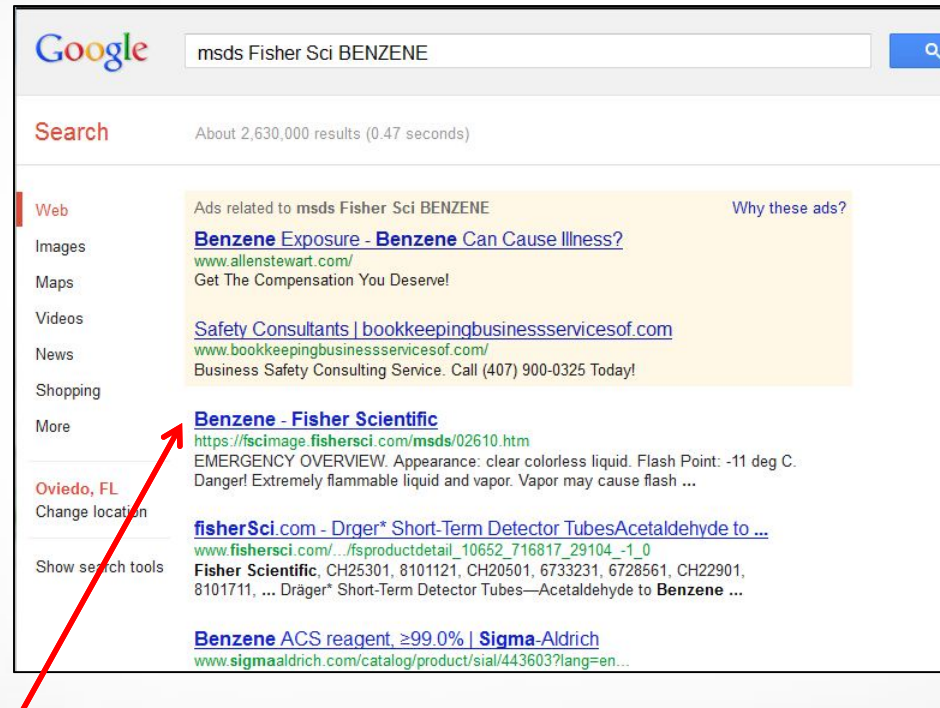 Google
msds Fisher Sci BENZENE
Search
About 2,630,000 results (0.47 seconds)
Web
Images
Maps
Videos
News
Shopping
More
Oviedo, FL
Change location
Show search tools
Ads related to msds Fisher Sci BENZENE
Why these ads?
Benzene Exposure - Benzene Can Cause Illness?
www.allenstewart.com/
Get The Compensation You Deserve!
Safety Consultants | bookkeepingbusinessservicesof.com
www.bookkeepingbusinessservicesof.com/
Business Safety Consulting Service. Call (407) 900-0325 Today!
Benzene - Fisher Scientific
https://fscimage.fishersci.com/msds/02610.htm
EMERGENCY OVERVIEW. Appearance: clear colorless liquid. Flash Point: -11 deg C.
Danger! Extremely flammable liquid and vapor. Vapor may cause flash ...
fisherSci.com - Drger* Short-Term Detector TubesAcetaldehyde to ...
www.fishersci.com/.../fsproductdetail_10652_716817_29104_-1_0
Fisher Scientific, CH25301, 8101121, CH20501, 6733231, 6728561, CH22901,
8101711, ... Dräger* Short-Term Detector Tubes—Acetaldehyde to Benzene ...
Benzene ACS reagent, ≥99.0% | Sigma-Aldrich
www.sigmaaldrich.com/catalog/product/sial/443603?lang=en...